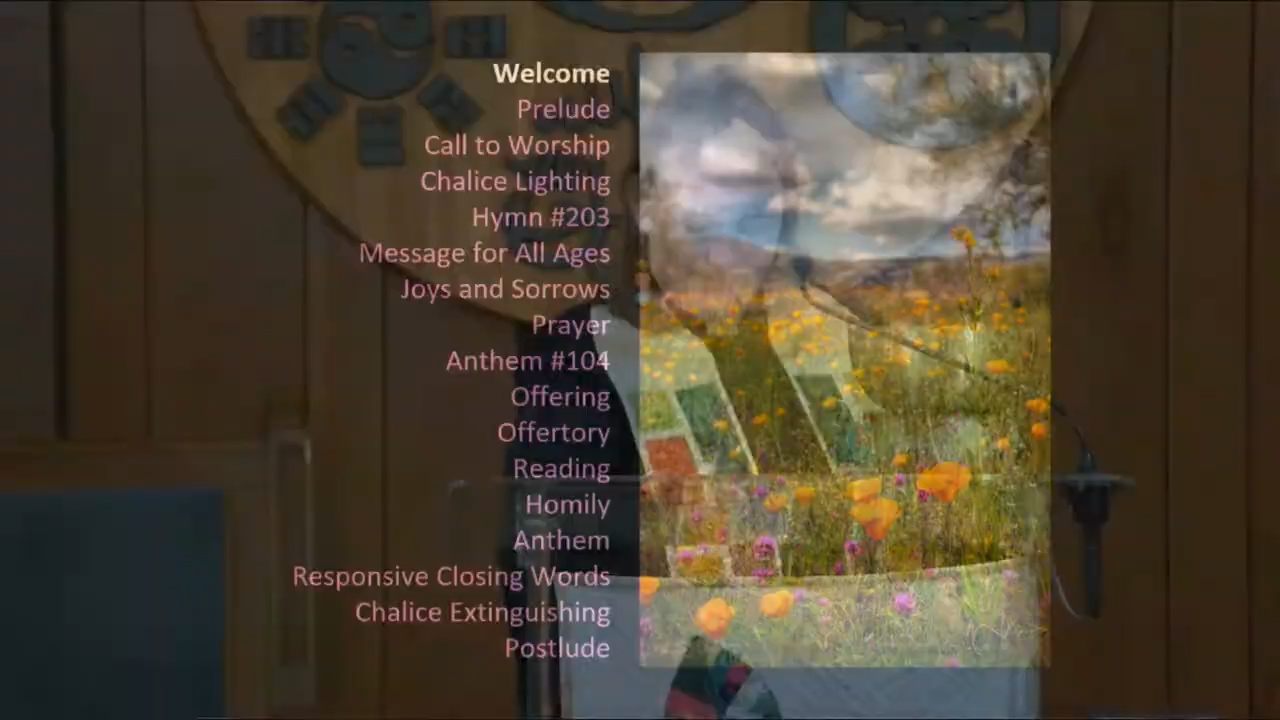 Welcome
Prelude
Call to Worship
Chalice Lighting
Hymn #203
Message for All Ages
Joys and Sorrows
Prayer
Anthem #104
Offering
Offertory
Reading
Homily
Anthem
Responsive Closing Words
Chalice Extinguishing
Postlude